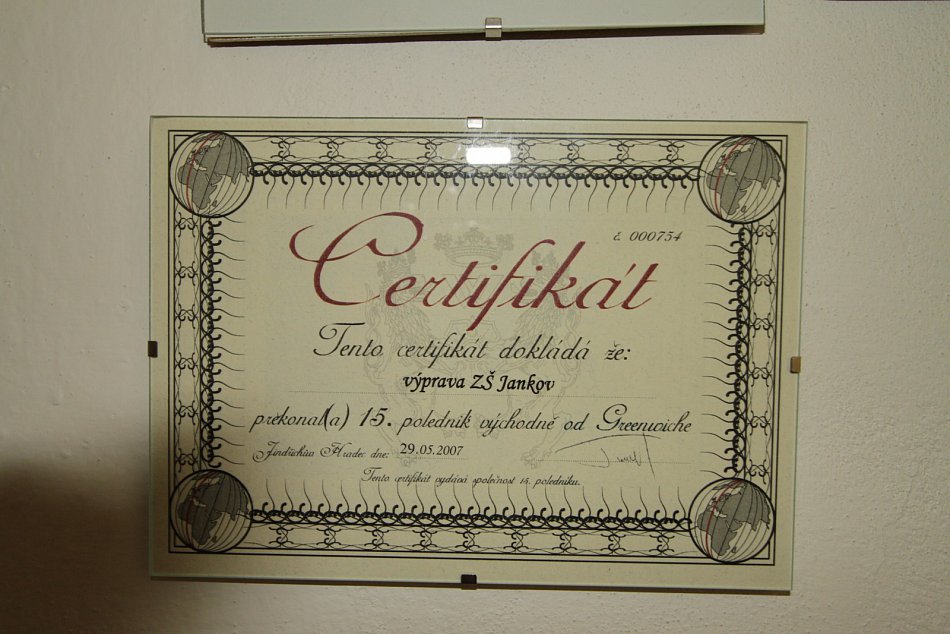 č. 000754
Certifikát
Tento certifikát dokládá že:
výprava ZŠ Jankov
překonal(a) 15. poledník východně od Greenwiche
Jindřichův Hradec dne: 29.05.2007
Tento certifikát vydává společnost 15. poledníku.